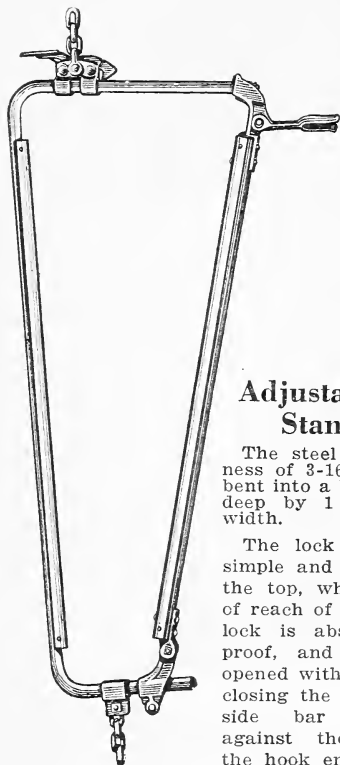 Adjusta
Stan
The steel
ness of 3-16
bent into a
deep by 1
width.
The lock
simple and
the top, wh
of reach of
lock is abs
proof, and
opened with
closing the
side bar
against the
the hook en